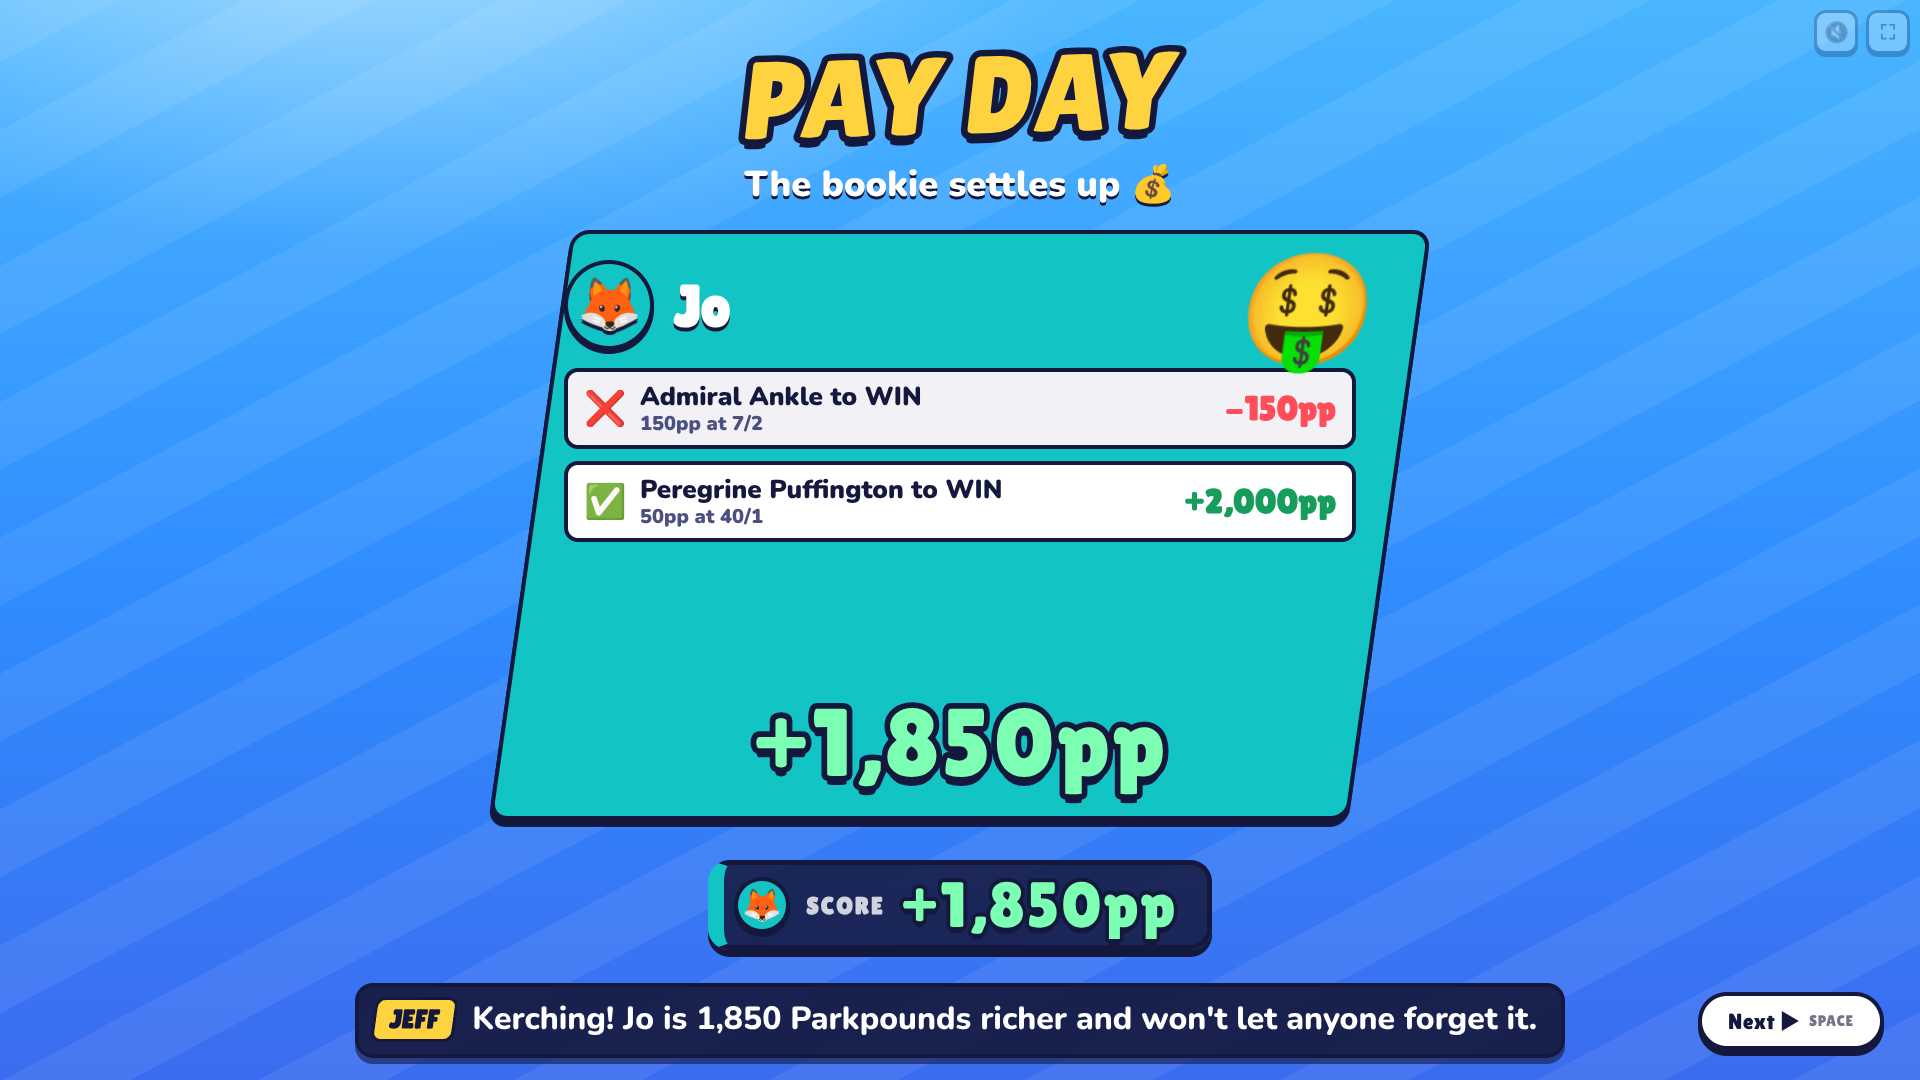 PAY DAY
The bookie settles up
Jo
Admiral Ankle to WIN
150pp at 7/2
-150pp
Peregrine Puffington to WIN
50pp at 40/1
+2,000pp
+1,850pp
SCORE +1,850pp
JEFF Kerching! Jo is 1,850 Parkpounds richer and won't let anyone forget it.
Next ▶ SPACE